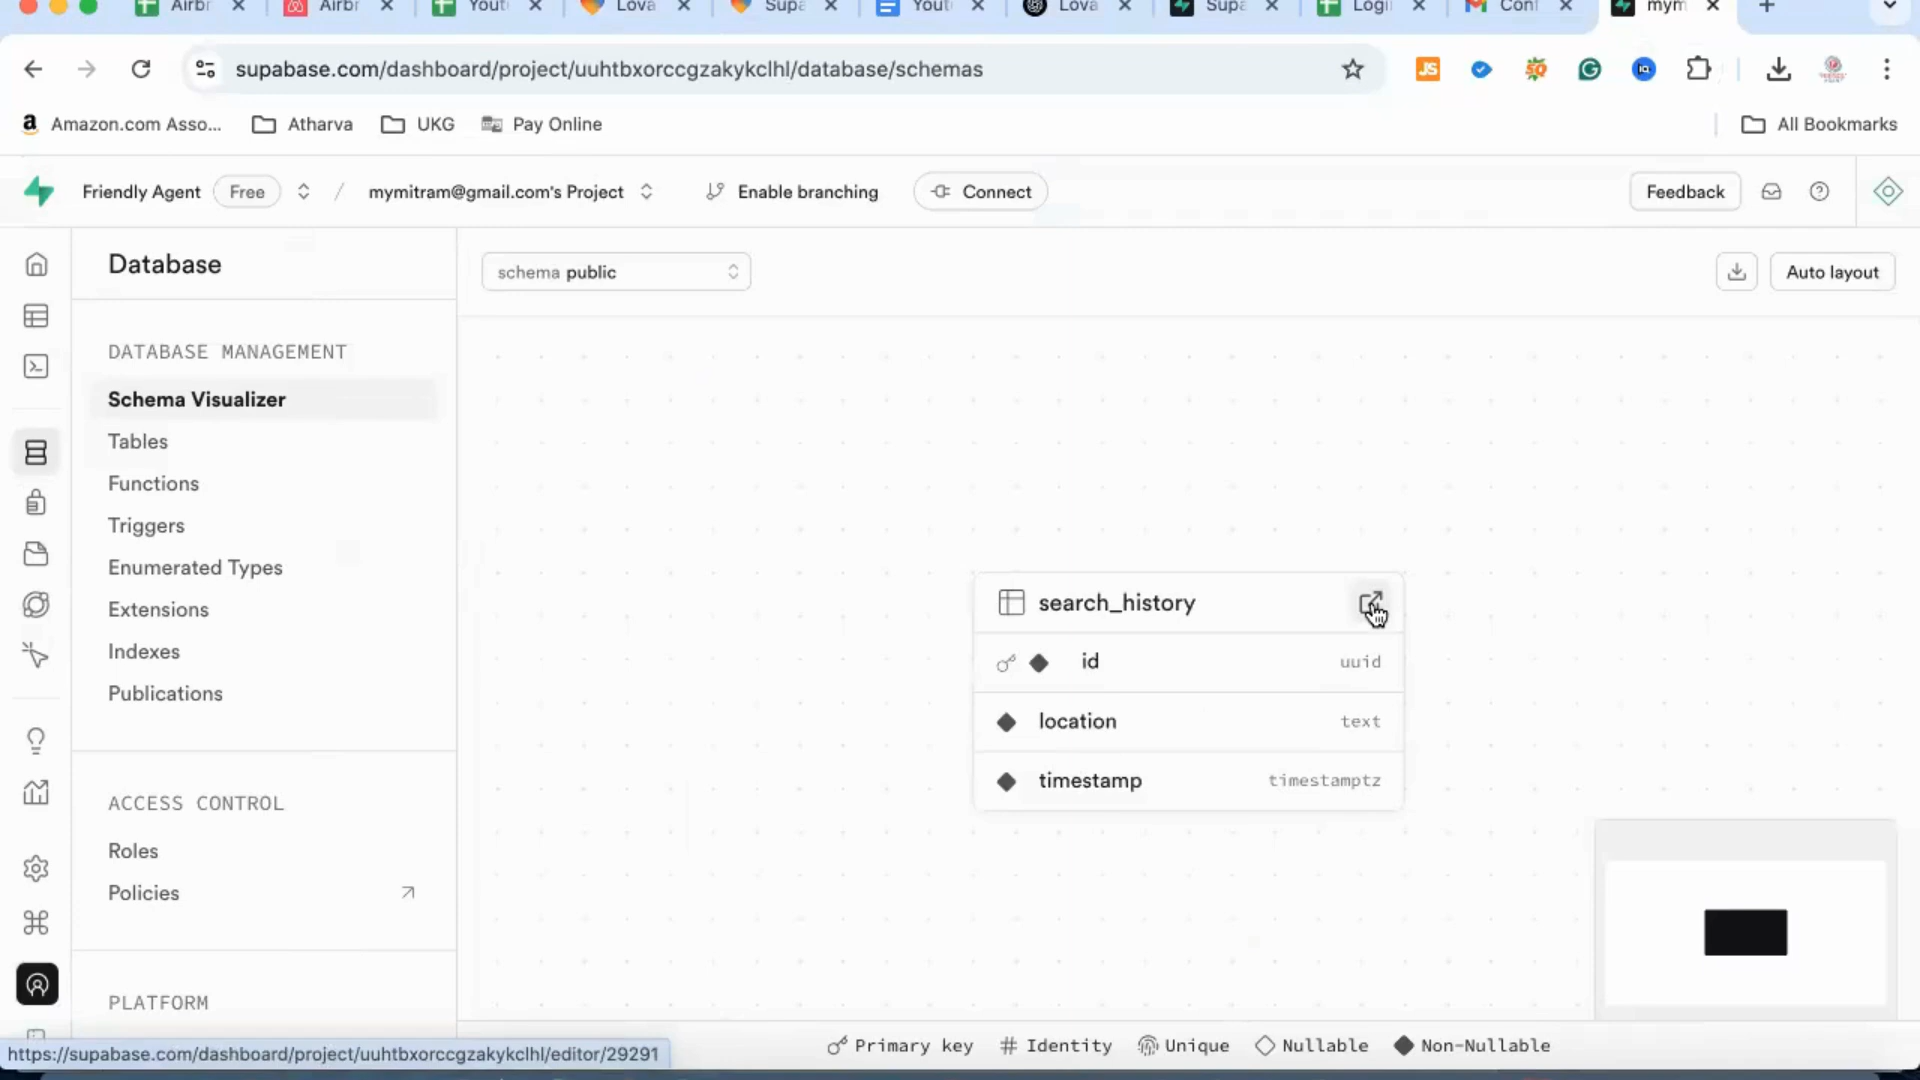 Airbr
Airbr
Yout
Lova
Supa
Yout
Lova
Supa
Logi
Conf
mym
supabase.com/dashboard/project/uuhtbxorccgzakykclhl/database/schemas
Amazon.com Asso...
Atharva
UKG
Pay Online
All Bookmarks
Friendly Agent
Free
/
mymitram@gmail.com's Project
Enable branching
Connect
Feedback
Database
schema public
Auto layout
DATABASE MANAGEMENT
Schema Visualizer
Tables
Functions
Triggers
Enumerated Types
Extensions
Indexes
Publications
ACCESS CONTROL
Roles
Policies
PLATFORM
search_history
id uuid
location text
timestamp timestamptz
https://supabase.com/dashboard/project/uuhtbxorccgzakykclhl/editor/29291
Primary key
Identity
Unique
Nullable
Non-Nullable